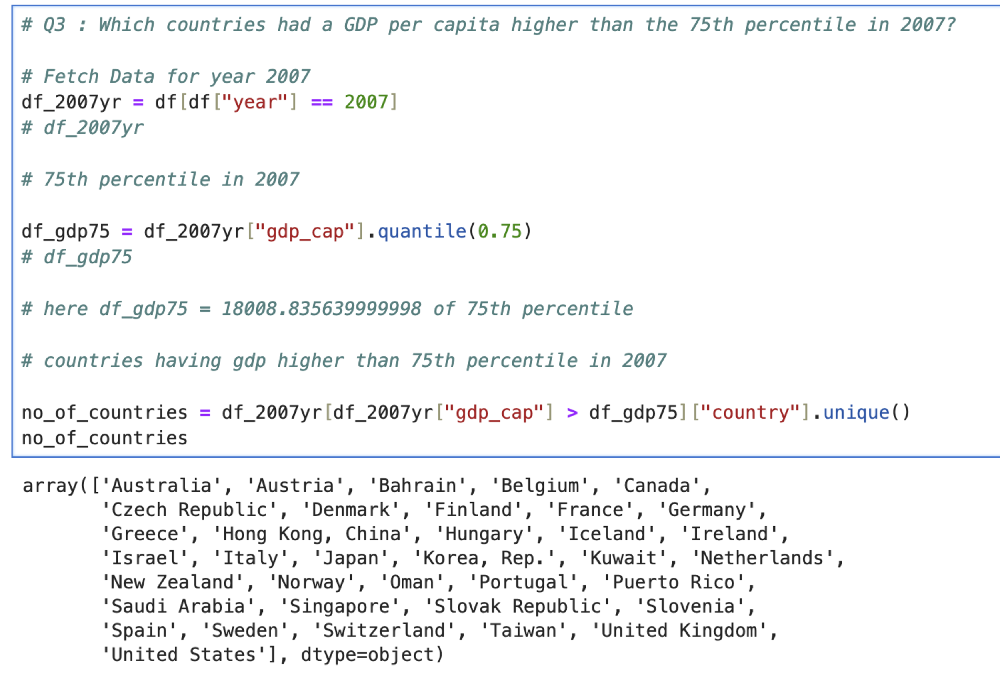 # Q3 : Which countries had a GDP per capita higher than the 75th percentile in 2007?
# Fetch Data for year 2007
df_2007yr = df[df["year"] == 2007]
# df_2007yr
# 75th percentile in 2007
df_gdp75 = df_2007yr["gdp_cap"].quantile(0.75)
# df_gdp75
# here df_gdp75 = 18008.835639999998 of 75th percentile
# countries having gdp higher than 75th percentile in 2007
no_of_countries = df_2007yr[df_2007yr["gdp_cap"] > df_gdp75]["country"].unique()
no_of_countries
array(['Australia', 'Austria', 'Bahrain', 'Belgium', 'Canada',
'Czech Republic', 'Denmark', 'Finland', 'France', 'Germany',
'Greece', 'Hong Kong, China', 'Hungary', 'Iceland', 'Ireland',
'Israel', 'Italy', 'Japan', 'Korea, Rep.', 'Kuwait', 'Netherlands',
'New Zealand', 'Norway', 'Oman', 'Portugal', 'Puerto Rico',
'Saudi Arabia', 'Singapore', 'Slovak Republic', 'Slovenia',
'Spain', 'Sweden', 'Switzerland', 'Taiwan', 'United Kingdom',
'United States'], dtype=object)